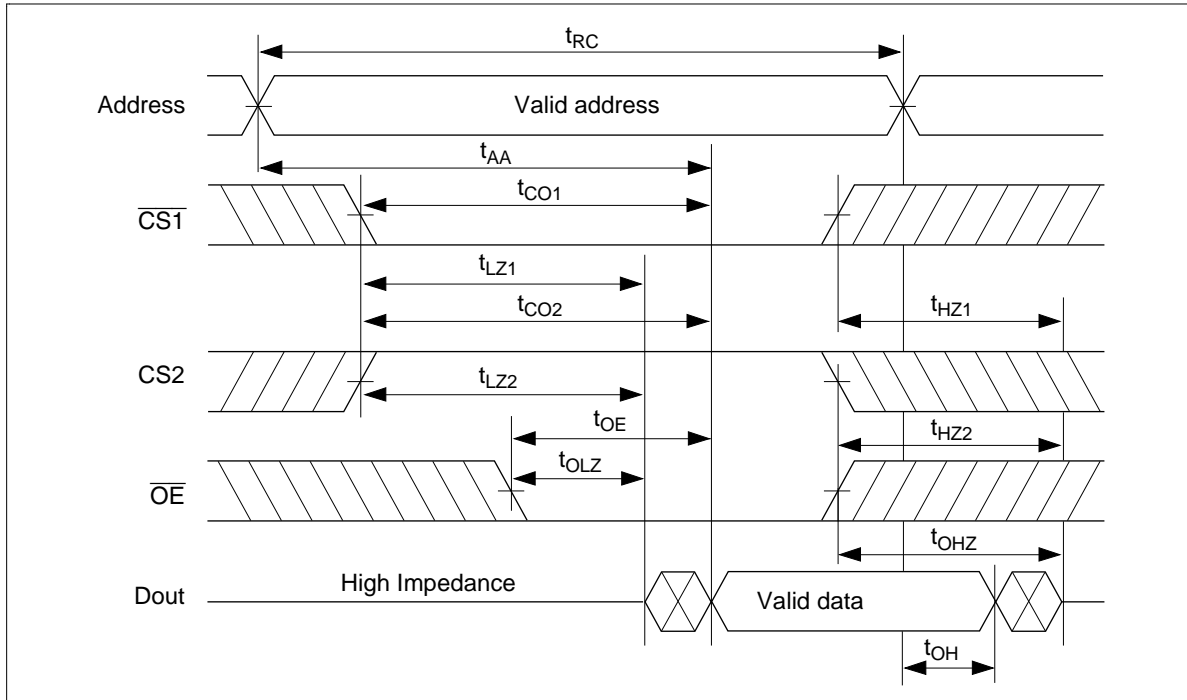 tRC
Address
Valid address
tAA
CS1
tCO1
tLZ1
tCO2
tHZ1
CS2
tLZ2
tOE
tHZ2
tOLZ
OE
tOHZ
High Impedance
Dout
Valid data
tOH